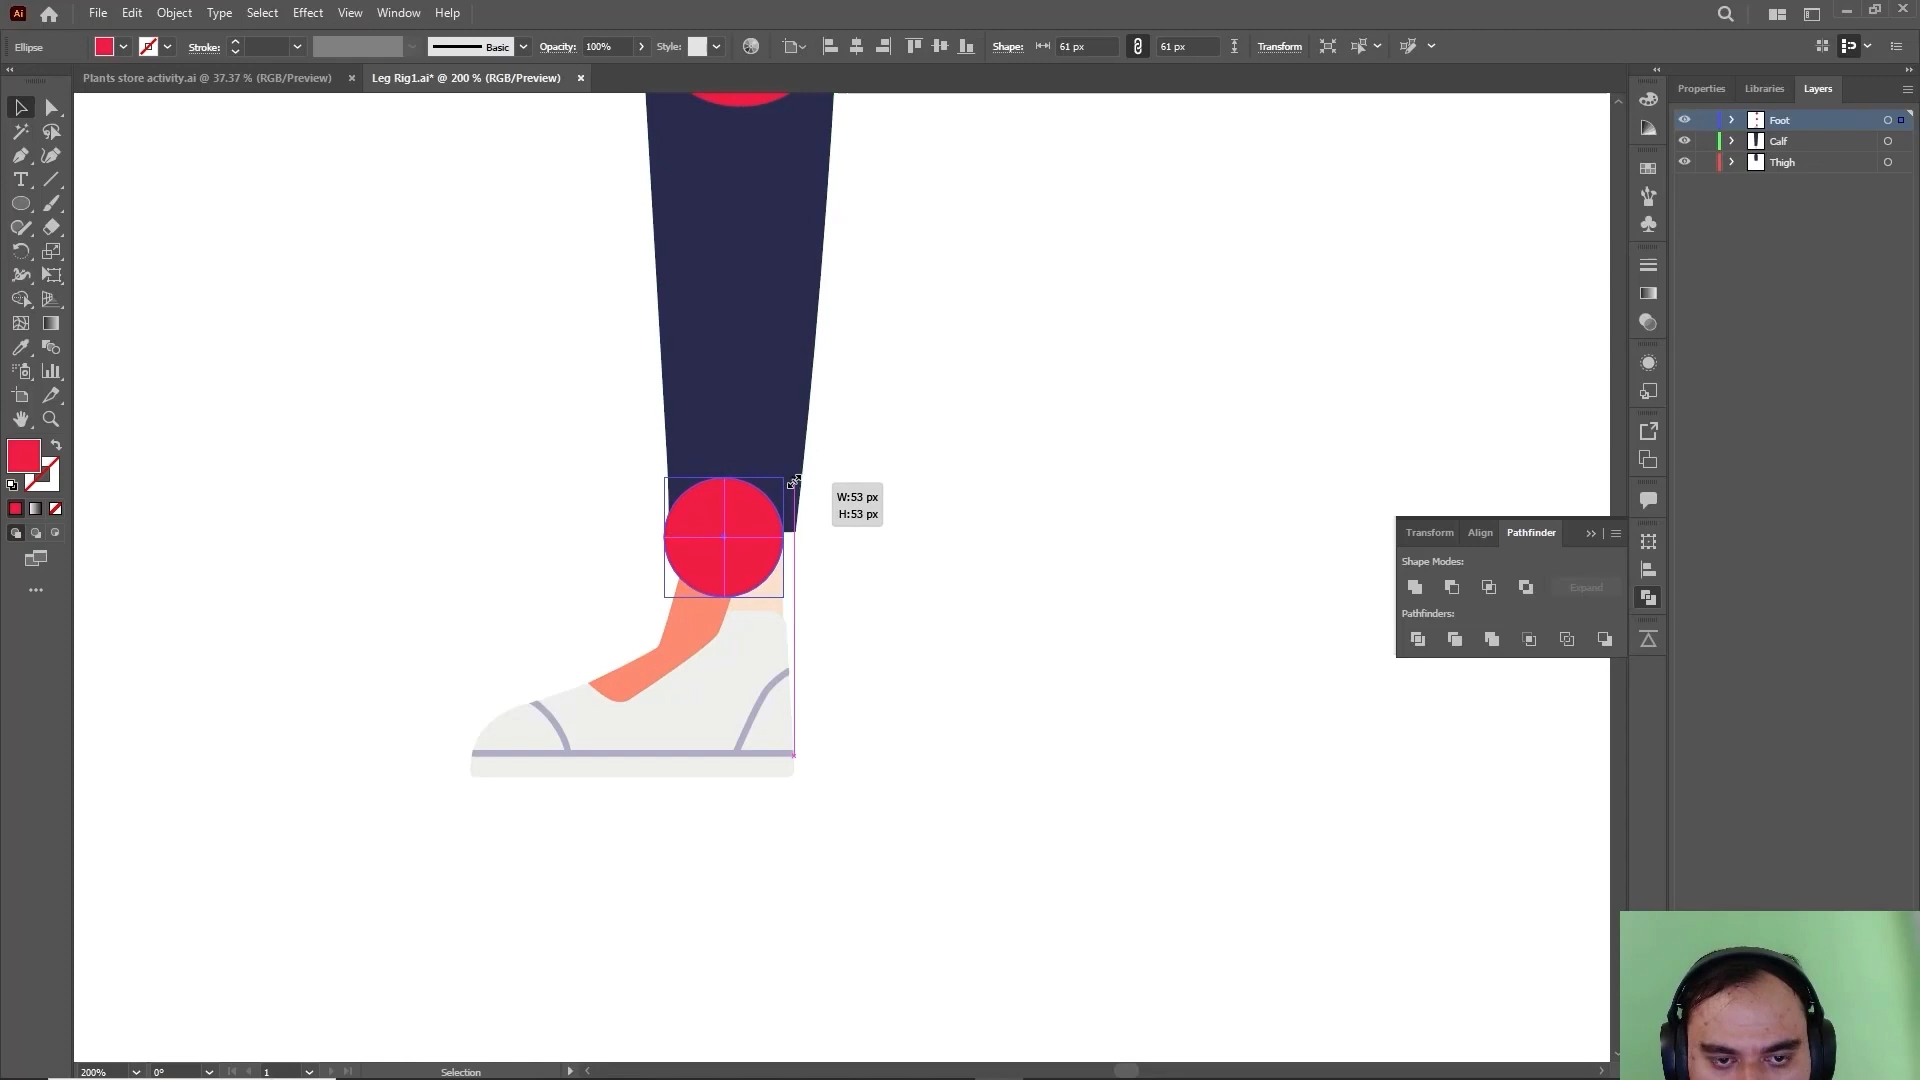 Ai File Edit Object Type Select Effect View Window Help
Ellipse Stroke: Basic Opacity: 100% Style: Shape: 61 px 61 px Transform
Plants store activity.ai @ 37.37 % (RGB/Preview) × Leg Rig1.ai* @ 200 % (RGB/Preview) ×
Properties Libraries Layers
Foot
Calf
Thigh
W:53 px
H:53 px
Transform Align Pathfinder
Shape Modes:
Expand
Pathfinders:
200% 0° 1 Selection